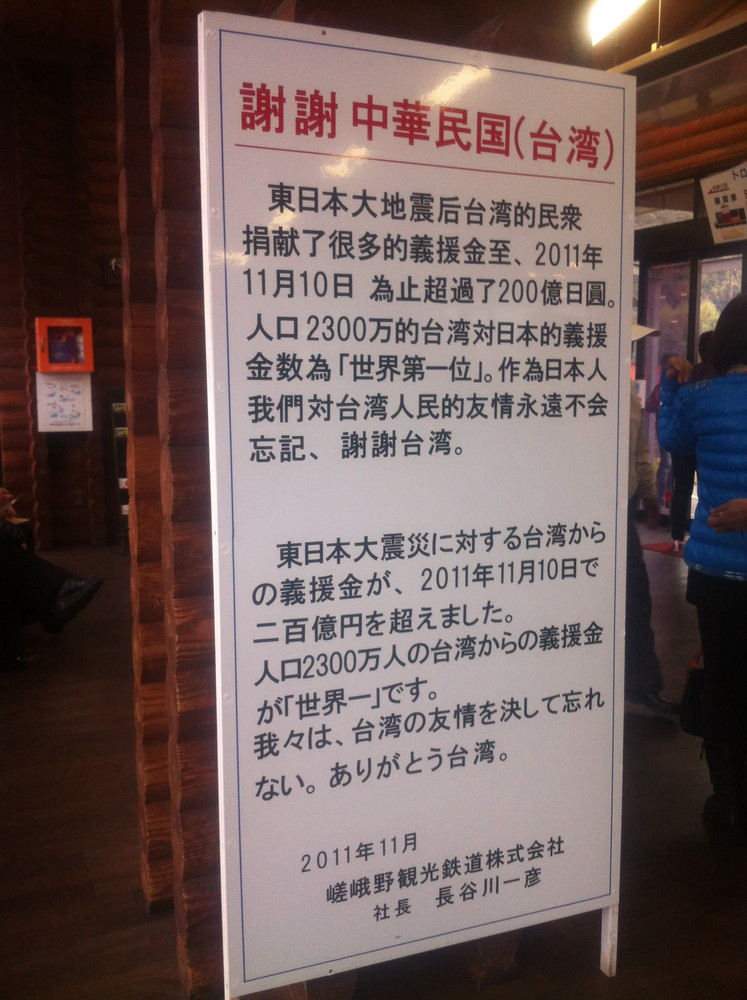 謝謝 中華民国(台湾)
東日本大地震后台湾的民衆
捐献了很多的義援金至、2011年
11月10日 為止超過了200億日圓。
人口2300万的台湾対日本的義援
金数為「世界第一位」。作為日本人
我們対台湾人民的友情永遠不会
忘記、謝謝台湾。
東日本大震災に対する台湾から
の義援金が、2011年11月10日で
二百億円を超えました。
人口2300万人の台湾からの義援金
が「世界一」です。
我々は、台湾の友情を決して忘れ
ない。ありがとう台湾。
2011年11月
嵯峨野観光鉄道株式会社
社長 長谷川一彦